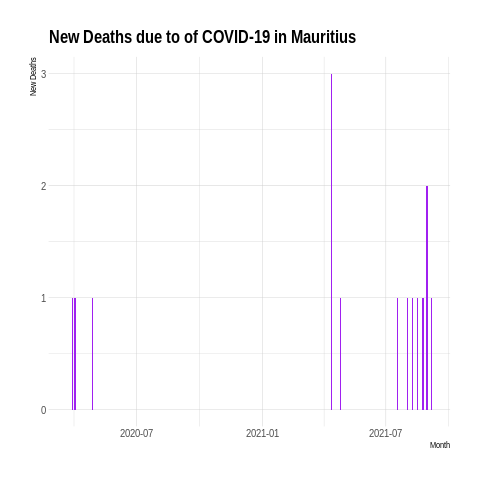 New Deaths due to of COVID-19 in Mauritius
New Deaths
3
2
1
0
2020-07
2021-01
2021-07
Month